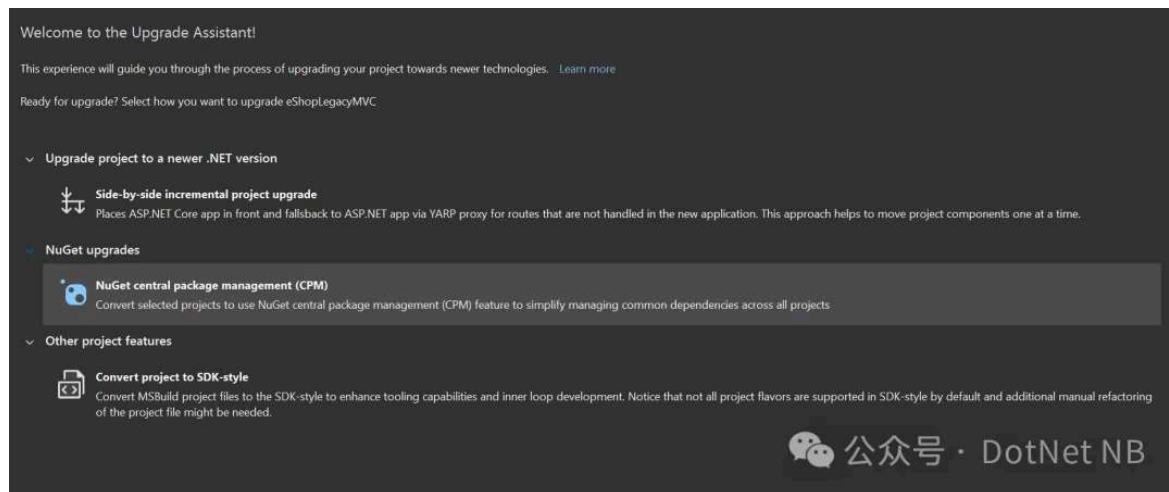 Welcome to the Upgrade Assistant!
This experience will guide you through the process of upgrading your project towards newer technologies. Learn more
Ready for upgrade? Select how you want to upgrade eShopLegacyMVC
Upgrade project to a newer .NET version
Side-by-side incremental project upgrade
Places ASP.NET Core app in front and fallsback to ASP.NET app via YARP proxy for routes that are not handled in the new application. This approach helps to move project components one at a time.
NuGet upgrades
NuGet central package management (CPM)
Convert selected projects to use NuGet central package management (CPM) feature to simplify managing common dependencies across all projects
Other project features
Convert project to SDK-style
Convert MSBuild project files to the SDK-style to enhance tooling capabilities and inner loop development. Notice that not all project flavors are supported in SDK-style by default and additional manual refactoring
of the project file might be needed.
公众号 · DotNet NB